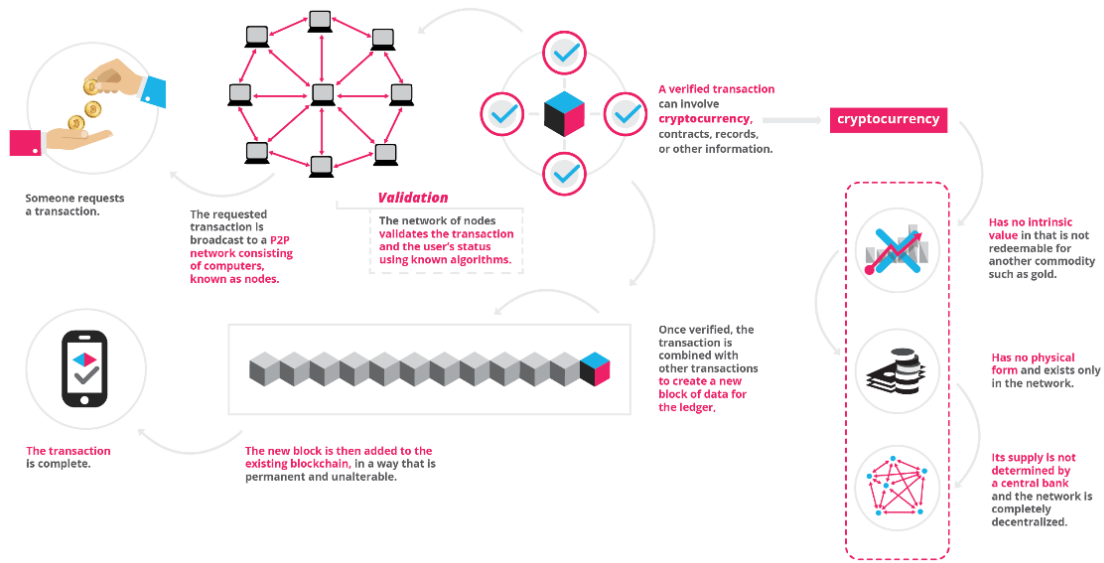 Someone requests
a transaction.
The requested
transaction is
broadcast to a P2P
network consisting
of computers,
known as nodes.
Validation
The network of nodes
validates the transaction
and the user's status
using known algorithms.
A verified transaction
can involve
cryptocurrency,
contracts, records,
or other information.
cryptocurrency
Has no intrinsic
value in that is not
redeemable for
another commodity
such as gold.
Has no physical
form and exists only
in the network.
Its supply is not
determined by
a central bank
and the network is
completely
decentralized.
Once verified, the
transaction is
combined with
other transactions
to create a new
block of data for
the ledger,
The new block is then added to the
existing blockchain, in a way that is
permanent and unalterable.
The transaction
is complete.